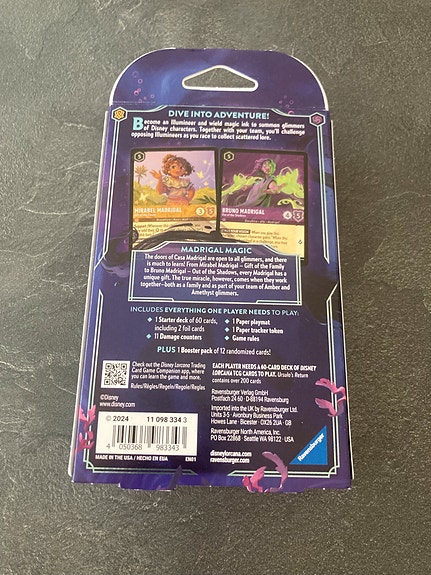 DIVE INTO ADVENTURE!
Become an Illumineer and wield magic ink to summon glimmers
of Disney characters. Together with your team, you'll challenge
opposing Illumineers as you race to collect scattered lore.
5
MIRABEL MADRIGAL
3 5
5
BRUNO MADRIGAL
Out of the Shadows
4 5
MADRIGAL MAGIC
The doors of Casa Madrigal are open to all glimmers, and
there is much to learn! From Mirabel Madrigal – Gift of the Family
to Bruno Madrigal – Out of the Shadows, every Madrigal has
a unique gift. The true miracle, however, comes when they work
together—both as a family and as part of your team of Amber and
Amethyst glimmers.
INCLUDES EVERYTHING ONE PLAYER NEEDS TO PLAY:
• 1 Starter deck of 60 cards,
including 2 foil cards
• 11 Damage counters
• 1 Paper playmat
• 1 Paper tracker token
• Game rules
PLUS 1 Booster pack of 12 randomized cards!
Check out the Disney Lorcana Trading
Card Game Companion app, where
you can learn the game and more.
Rules/Règles/Regeln/Regole/Reglas
EACH PLAYER NEEDS A 60-CARD DECK OF DISNEY
LORCANA TCG CARDS TO PLAY. Ursula's Return
contains over 200 cards
©Disney
www.disney.com
© 2024 11 098 334 3
4 050368 983343
MADE IN THE USA / HECHO EN EUA EN01
Ravensburger Verlag GmbH
Postfach 24 60 · D-88194 Ravensburg
Imported into the UK by Ravensburger Ltd.
Units 3-5 · Avonbury Business Park
Howes Lane · Bicester · OX26 2UA · GB
Ravensburger North America, Inc.
PO Box 22868 · Seattle WA 98122 · USA
disneylorcana.com
ravensburger.com
Ravensburger